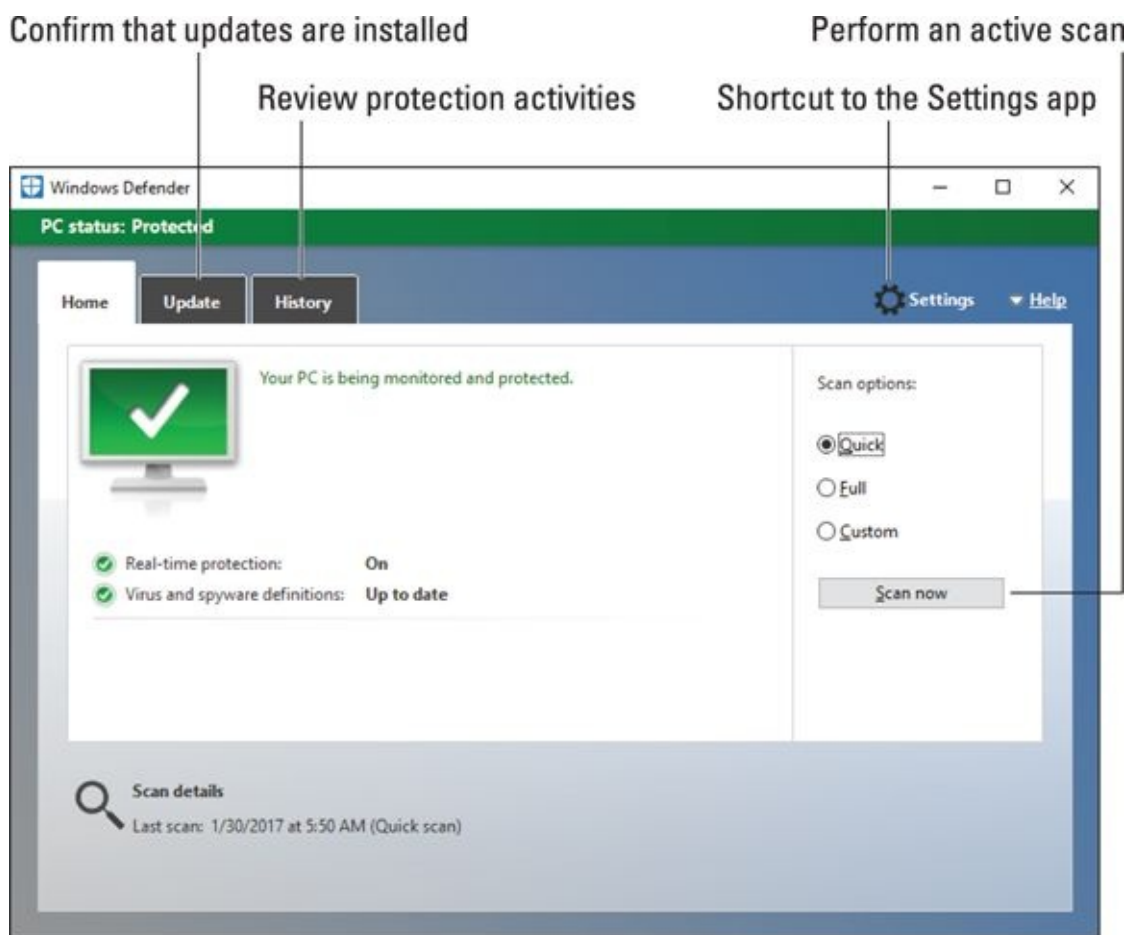 Confirm that updates are installed
Perform an active scan
Review protection activities
Shortcut to the Settings app
Windows Defender
PC status: Protected
Home
Update
History
Settings
Help
Your PC is being monitored and protected.
Scan options:
Quick
Full
Custom
Real-time protection: On
Virus and spyware definitions: Up to date
Scan now
Scan details
Last scan: 1/30/2017 at 5:50 AM (Quick scan)